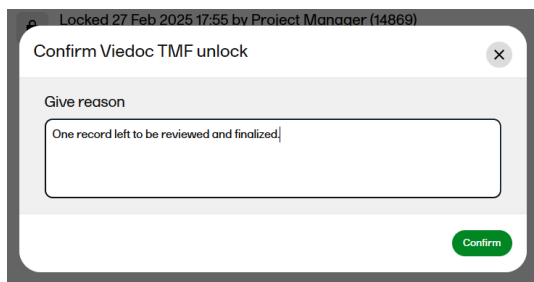 Locked 27 Feb 2025 17:55 by Project Manager (14869)
Confirm Viedoc TMF unlock
Give reason
One record left to be reviewed and finalized.
Confirm